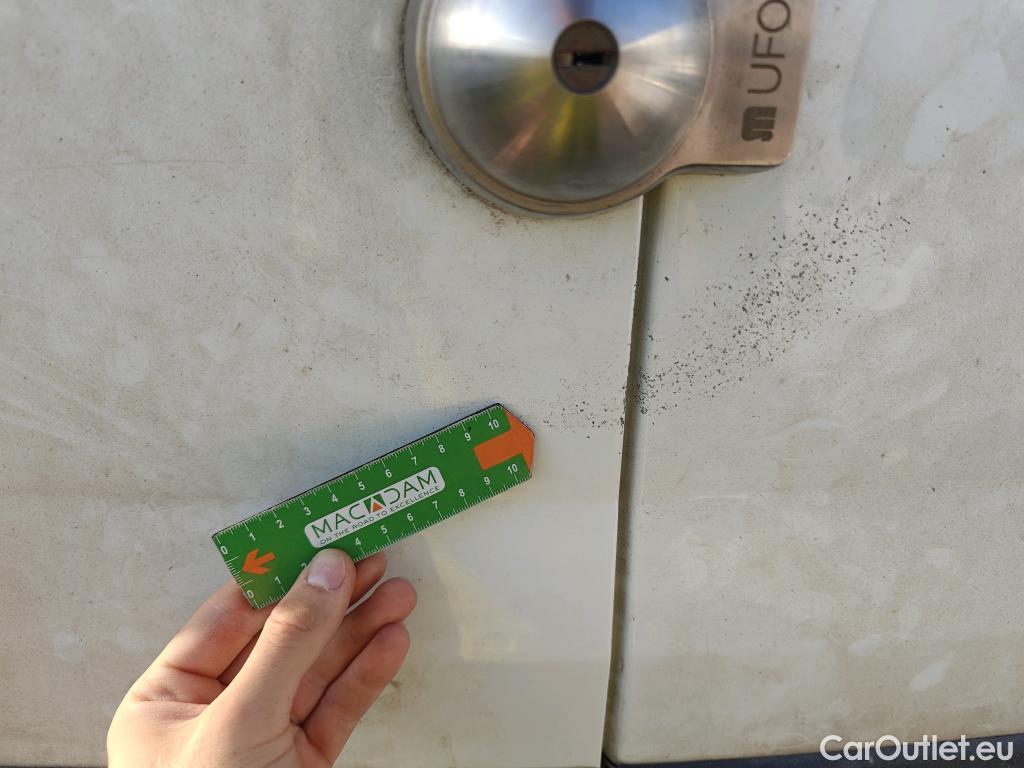 UFO
0 1 2 3 4 5 6 7 8 9 10
MACADAM
ON THE ROAD TO EXCELLENCE
0 1 2 4 5 6 7 8 9 10
CarOutlet.eu